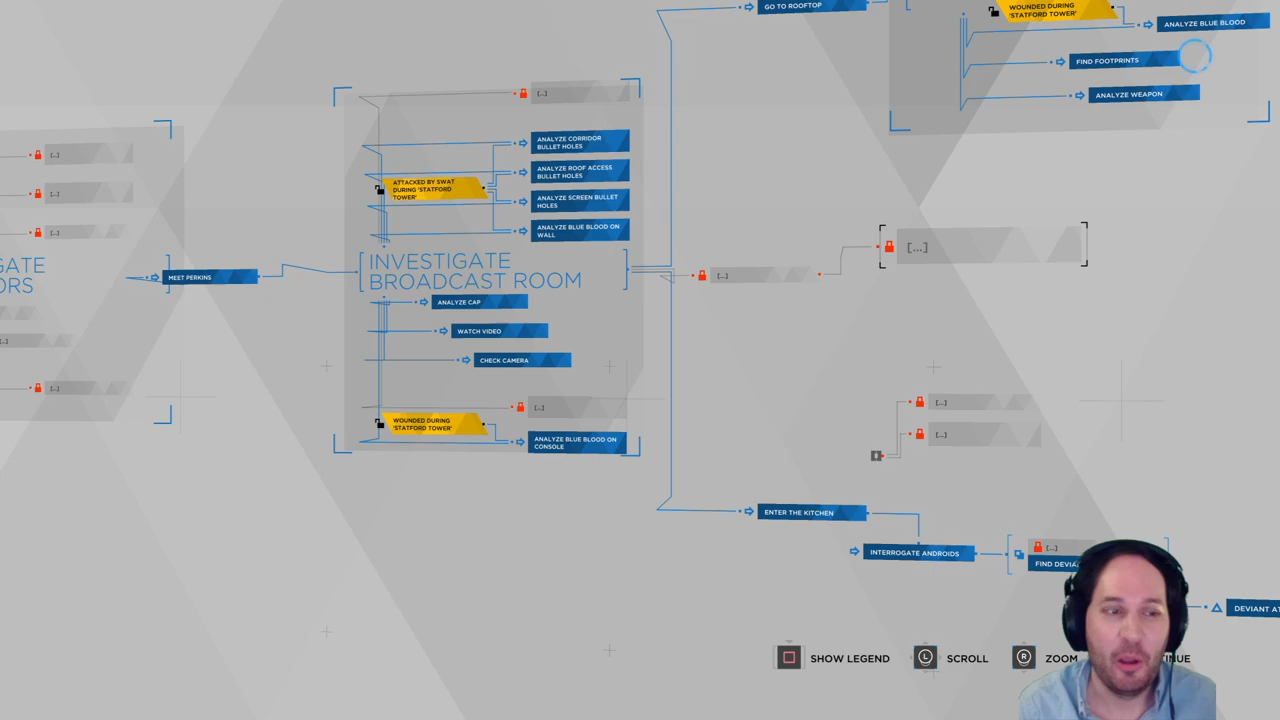 GO TO ROOFTOP
WOUNDED DURING
'STATFORD TOWER'
ANALYZE BLUE BLOOD
FIND FOOTPRINTS
ANALYZE WEAPON
[...]
[...]
[...]
[...]
ANALYZE CORRIDOR
BULLET HOLES
ANALYZE ROOF ACCESS
BULLET HOLES
ATTACKED BY SWAT
DURING 'STATFORD
TOWER'
ANALYZE SCREEN BULLET
HOLES
ANALYZE BLUE BLOOD ON
WALL
GATE
ORS
MEET PERKINS
INVESTIGATE
BROADCAST ROOM
[...]
[...]
ANALYZE CAP
WATCH VIDEO
CHECK CAMERA
[...]
[...]
[...]
WOUNDED DURING
'STATFORD TOWER'
ANALYZE BLUE BLOOD ON
CONSOLE
[...]
[...]
ENTER THE KITCHEN
INTERROGATE ANDROIDS
[...]
FIND DEVIA
DEVIANT AT
SHOW LEGEND
L
SCROLL
R
ZOOM
INUE